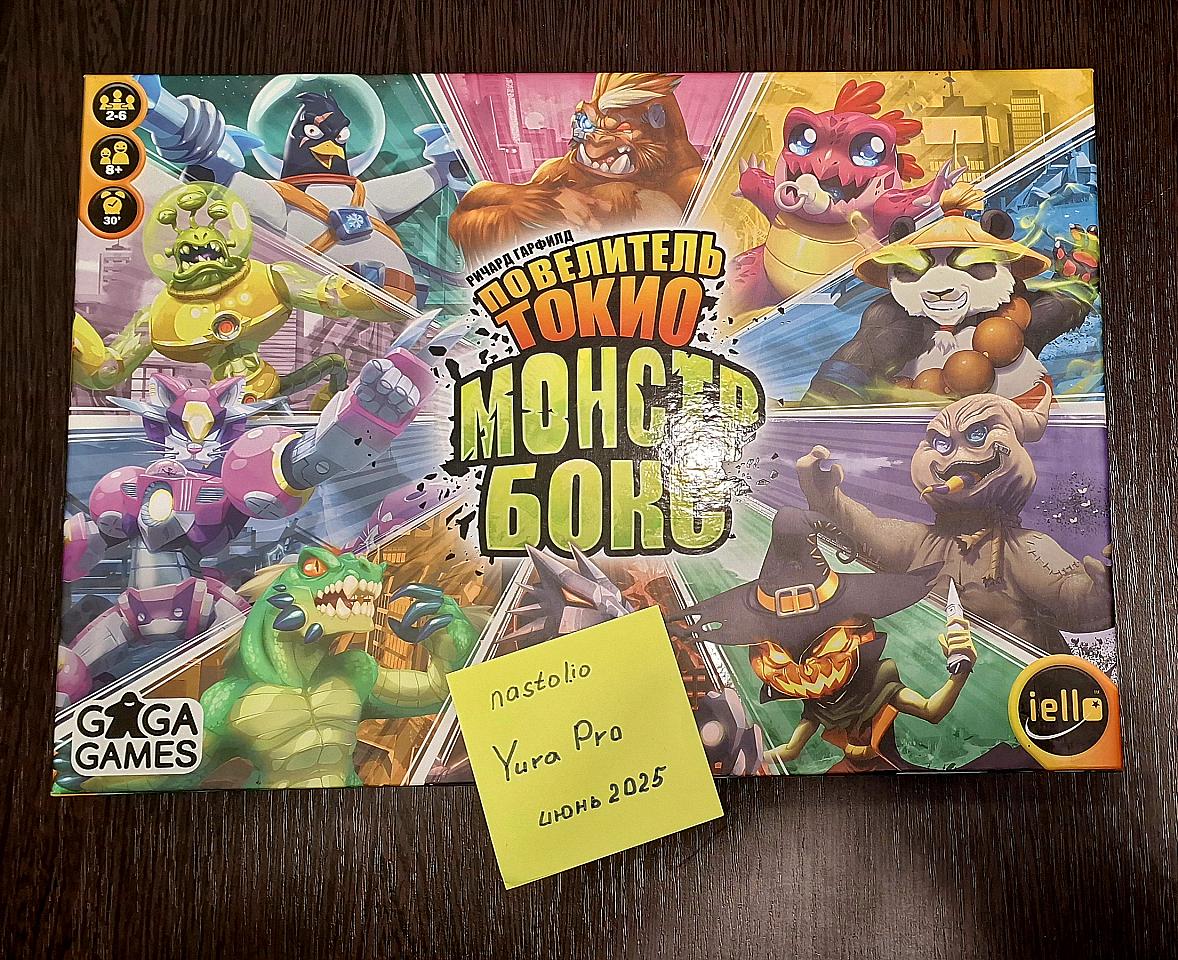 2-6
8+
30'
РИЧАРД ГАРФИЛД
ПОВЕЛИТЕЛЬ
ТОКИО
МОНСТР
БОКС
GAGA
GAMES
iello
nastolio
Yura Pro
июнь 2025